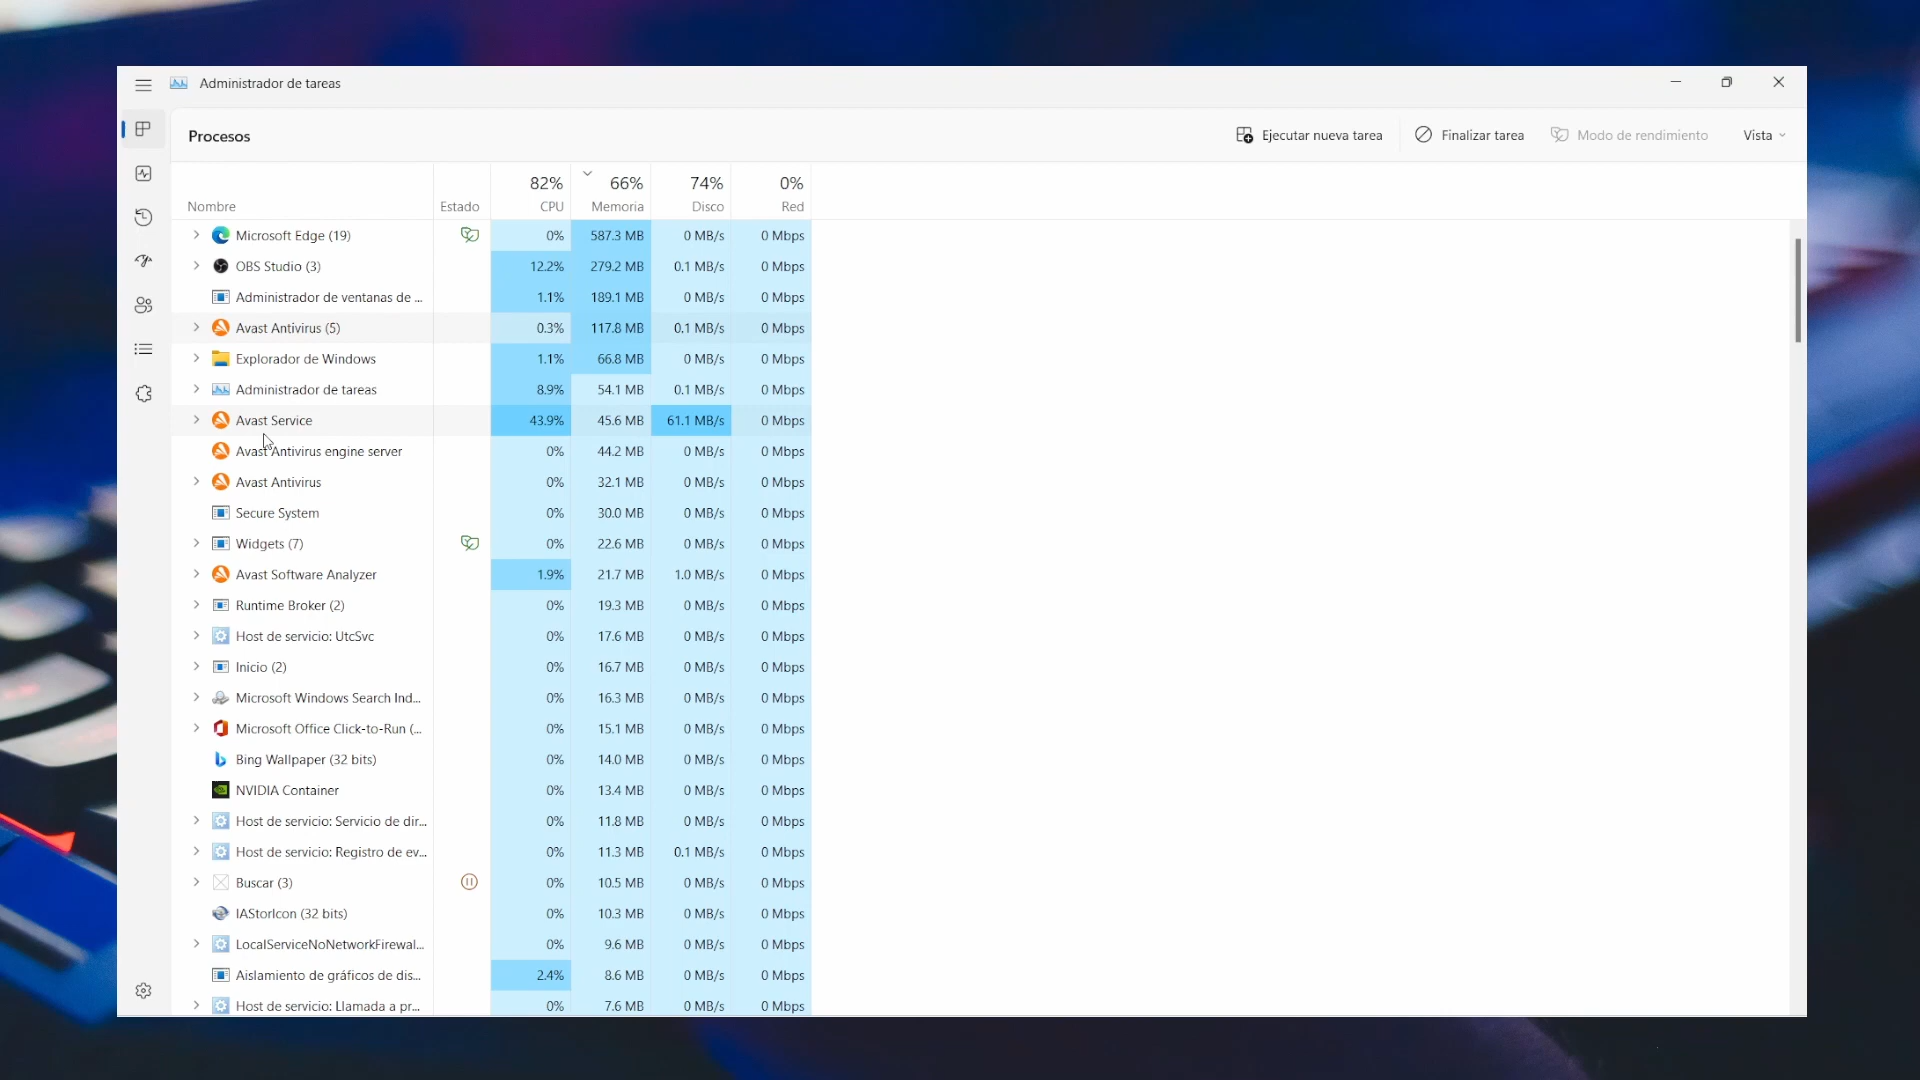 Administrador de tareas
Procesos
Ejecutar nueva tarea
Finalizar tarea
Modo de rendimiento
Vista
82% 66% 74% 0%
Nombre Estado CPU Memoria Disco Red
Microsoft Edge (19) 0% 587.3 MB 0 MB/s 0 Mbps
OBS Studio (3) 12.2% 279.2 MB 0.1 MB/s 0 Mbps
Administrador de ventanas de ... 1.1% 189.1 MB 0 MB/s 0 Mbps
Avast Antivirus (5) 0.3% 117.8 MB 0.1 MB/s 0 Mbps
Explorador de Windows 1.1% 66.8 MB 0 MB/s 0 Mbps
Administrador de tareas 8.9% 54.1 MB 0.1 MB/s 0 Mbps
Avast Service 43.9% 45.6 MB 61.1 MB/s 0 Mbps
Avast Antivirus engine server 0% 44.2 MB 0 MB/s 0 Mbps
Avast Antivirus 0% 32.1 MB 0 MB/s 0 Mbps
Secure System 0% 30.0 MB 0 MB/s 0 Mbps
Widgets (7) 0% 22.6 MB 0 MB/s 0 Mbps
Avast Software Analyzer 1.9% 21.7 MB 1.0 MB/s 0 Mbps
Runtime Broker (2) 0% 19.3 MB 0 MB/s 0 Mbps
Host de servicio: UtcSvc 0% 17.6 MB 0 MB/s 0 Mbps
Inicio (2) 0% 16.7 MB 0 MB/s 0 Mbps
Microsoft Windows Search Ind... 0% 16.3 MB 0 MB/s 0 Mbps
Microsoft Office Click-to-Run (... 0% 15.1 MB 0 MB/s 0 Mbps
Bing Wallpaper (32 bits) 0% 14.0 MB 0 MB/s 0 Mbps
NVIDIA Container 0% 13.4 MB 0 MB/s 0 Mbps
Host de servicio: Servicio de dir... 0% 11.8 MB 0 MB/s 0 Mbps
Host de servicio: Registro de ev... 0% 11.3 MB 0.1 MB/s 0 Mbps
Buscar (3) 0% 10.5 MB 0 MB/s 0 Mbps
IAStorIcon (32 bits) 0% 10.3 MB 0 MB/s 0 Mbps
LocalServiceNoNetworkFirewal... 0% 9.6 MB 0 MB/s 0 Mbps
Aislamiento de gráficos de dis... 2.4% 8.6 MB 0 MB/s 0 Mbps
Host de servicio: Llamada a pr... 0% 7.6 MB 0 MB/s 0 Mbps